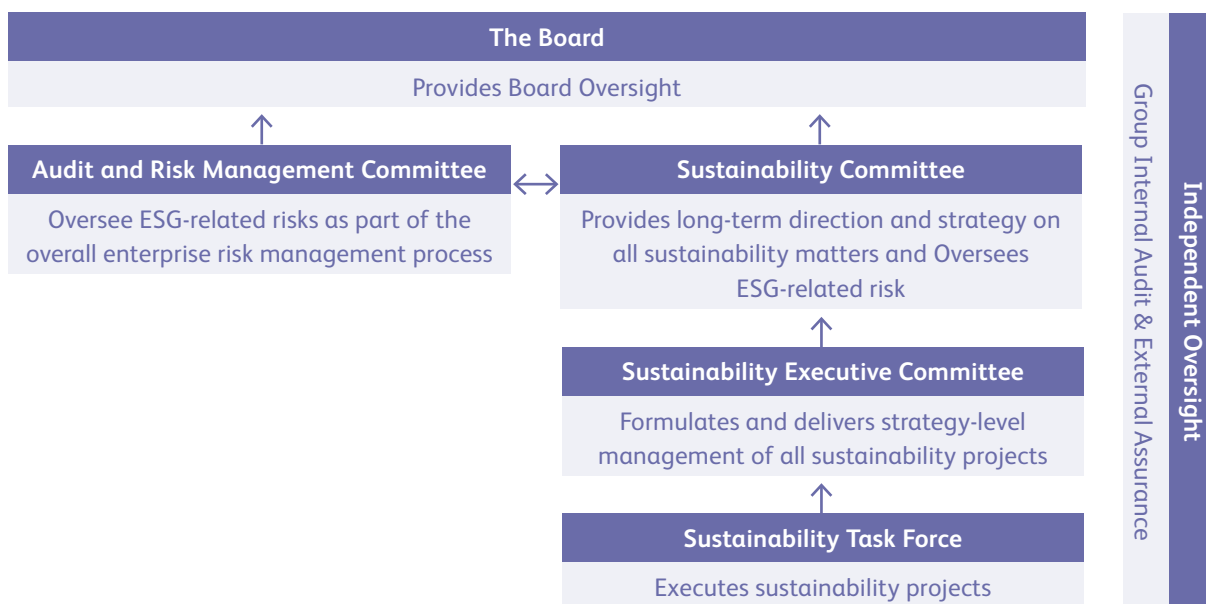 The Board
Provides Board Oversight
Audit and Risk Management Committee
Oversee ESG-related risks as part of the
overall enterprise risk management process
Sustainability Committee
Provides long-term direction and strategy on
all sustainability matters and Oversees
ESG-related risk
Sustainability Executive Committee
Formulates and delivers strategy-level
management of all sustainability projects
Sustainability Task Force
Executes sustainability projects
Group Internal Audit & External Assurance
Independent Oversight